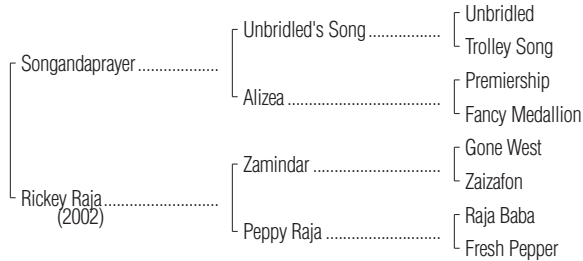 Unbridled
Unbridled's Song ..................
Trolley Song
Songandaprayer ....................
Premiership
Alizea ......................................
Fancy Medallion
Gone West
Zamindar ................................
Zaizafon
Rickey Raja ............................
(2002)
Raja Baba
Peppy Raja .............................
Fresh Pepper